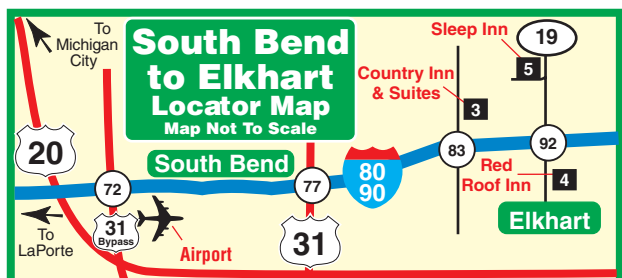 To
Michigan
City
South Bend
to Elkhart
Locator Map
Map Not To Scale
Sleep Inn
19
5
Country Inn
& Suites
3
20
South Bend
80
90
83
92
Red
Roof Inn
4
72
77
To
LaPorte
31
Bypass
Airport
31
Elkhart